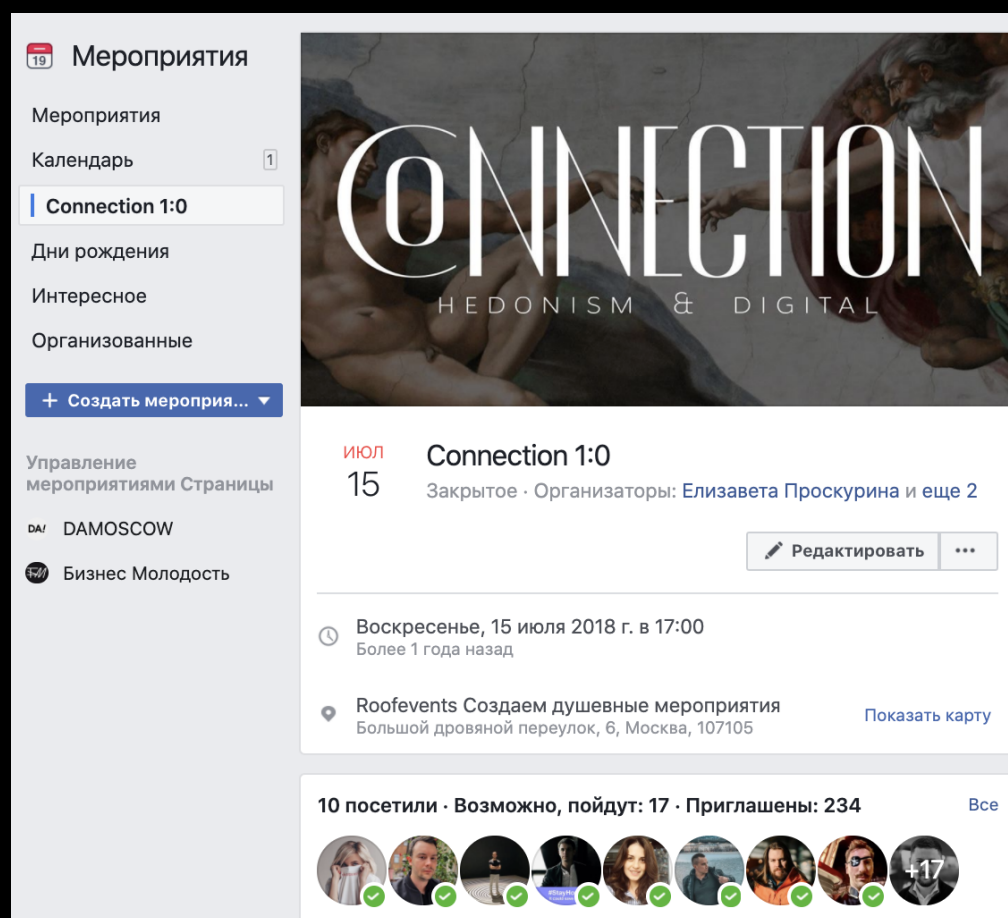 19
Мероприятия
Мероприятия
Календарь 1
Connection 1:0
Дни рождения
Интересное
Организованные
+ Создать мероприя...
Управление
мероприятиями Страницы
DA! DAMOSCOW
Бизнес Молодость
CONNECTION
HEDONISM & DIGITAL
ИЮЛ
15
Connection 1:0
Закрытое · Организаторы: Елизавета Проскурина и еще 2
Редактировать ...
Воскресенье, 15 июля 2018 г. в 17:00
Более 1 года назад
Roofevents Создаем душевные мероприятия
Большой дровяной переулок, 6, Москва, 107105
Показать карту
10 посетили · Возможно, пойдут: 17 · Приглашены: 234
Все
+17